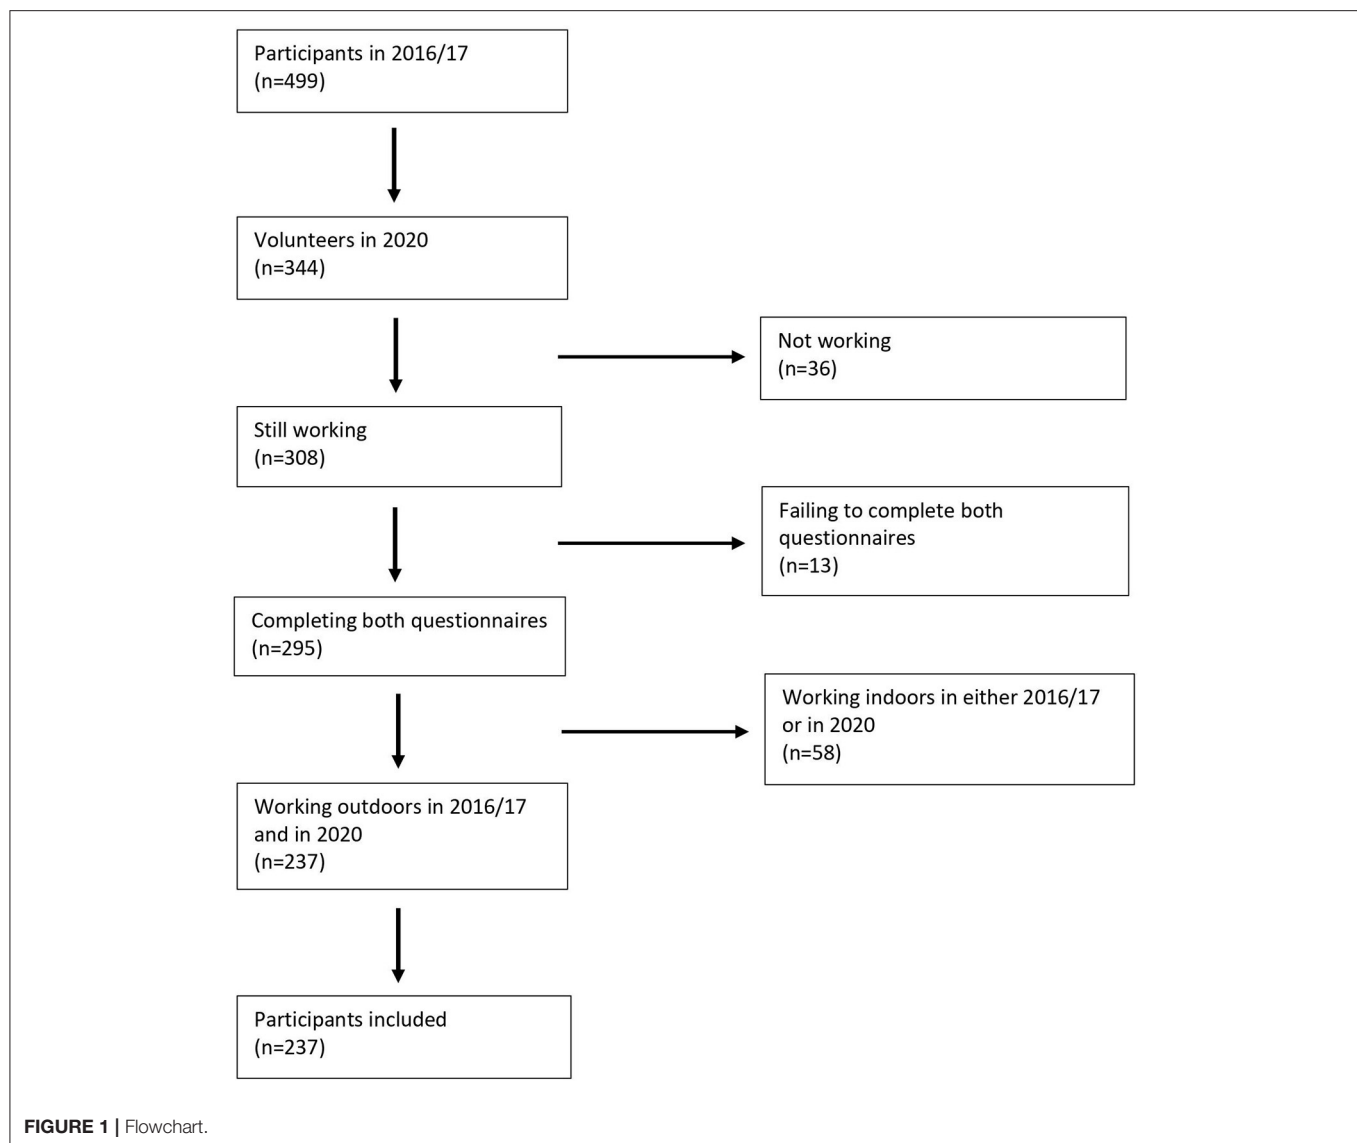 Participants in 2016/17
(n=499)
Volunteers in 2020
(n=344)
Not working
(n=36)
Still working
(n=308)
Failing to complete both
questionnaires
(n=13)
Completing both questionnaires
(n=295)
Working indoors in either 2016/17
or in 2020
(n=58)
Working outdoors in 2016/17
and in 2020
(n=237)
Participants included
(n=237)
FIGURE 1 | Flowchart.